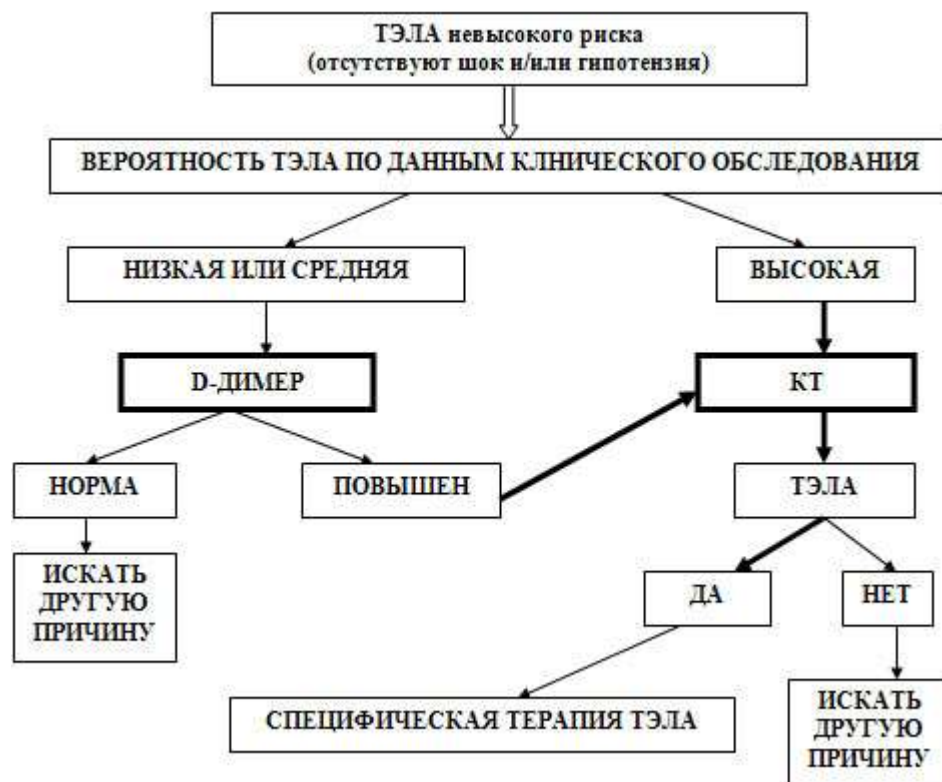 ТЭЛА невысокого риска
(отсутствуют шок и/или гипотензия)
ВЕРОЯТНОСТЬ ТЭЛА ПО ДАННЫМ КЛНИЧЕСКОГО ОБСЛЕДОВАНИЯ
НИЗКАЯ ИЛИ СРЕДНЯЯ
ВЫСОКАЯ
D-ДИМЕР
КТ
НОРМА
ПОВЫШЕН
ТЭЛА
ИСКАТЬ
ДРУГУЮ
ПРИЧИНУ
ДА
НЕТ
СПЕЦИФИЧЕСКАЯ ТЕРАПИЯ ТЭЛА
ИСКАТЬ
ДРУГУЮ
ПРИЧИНУ